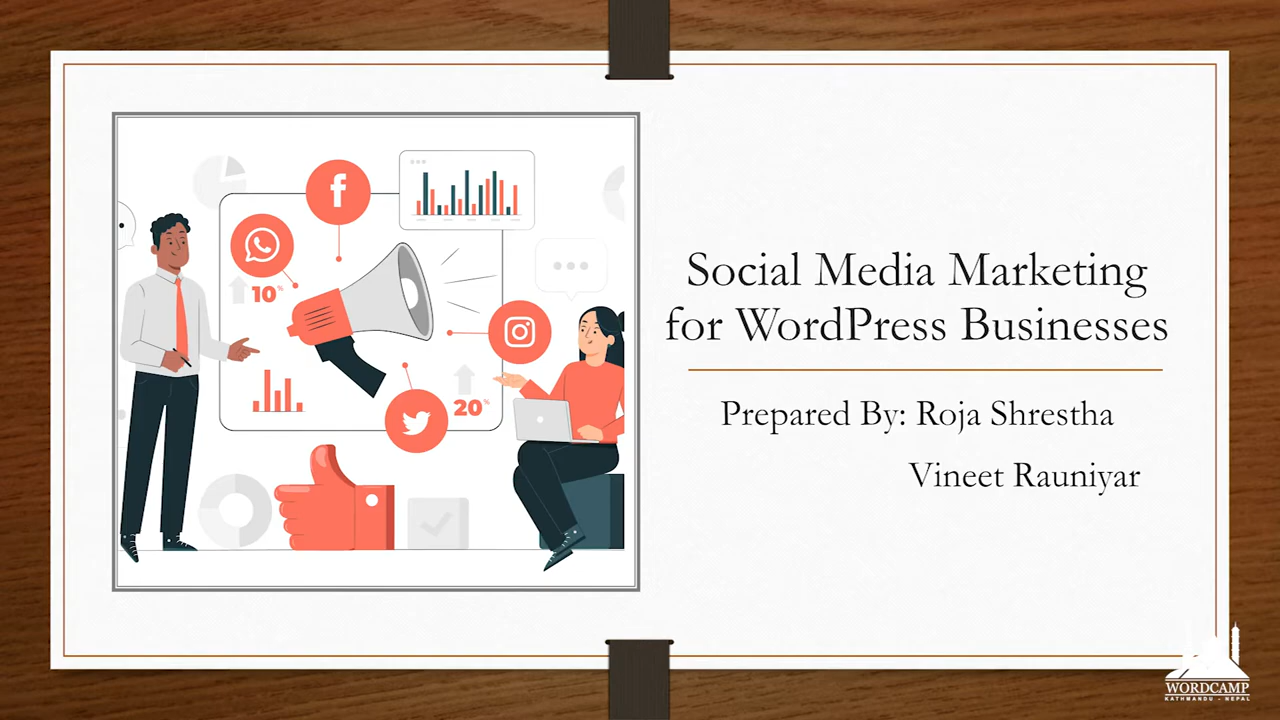 f
10%
20%
Social Media Marketing
for WordPress Businesses
Prepared By: Roja Shrestha
Vineet Rauniyar
WORDCAMP
KATHMANDU - NEPAL